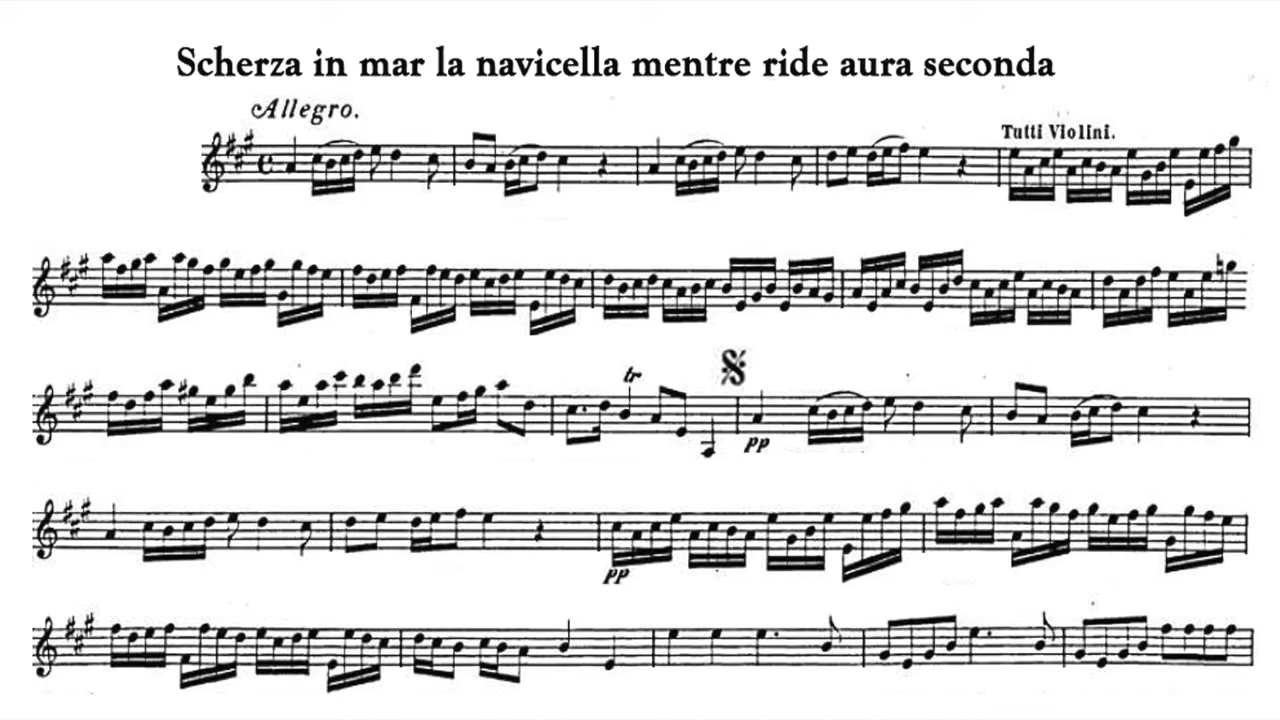 Scherza in mar la navicella mentre ride aura seconda
Allegro.
Tutti Violini.
tr
pp
pp